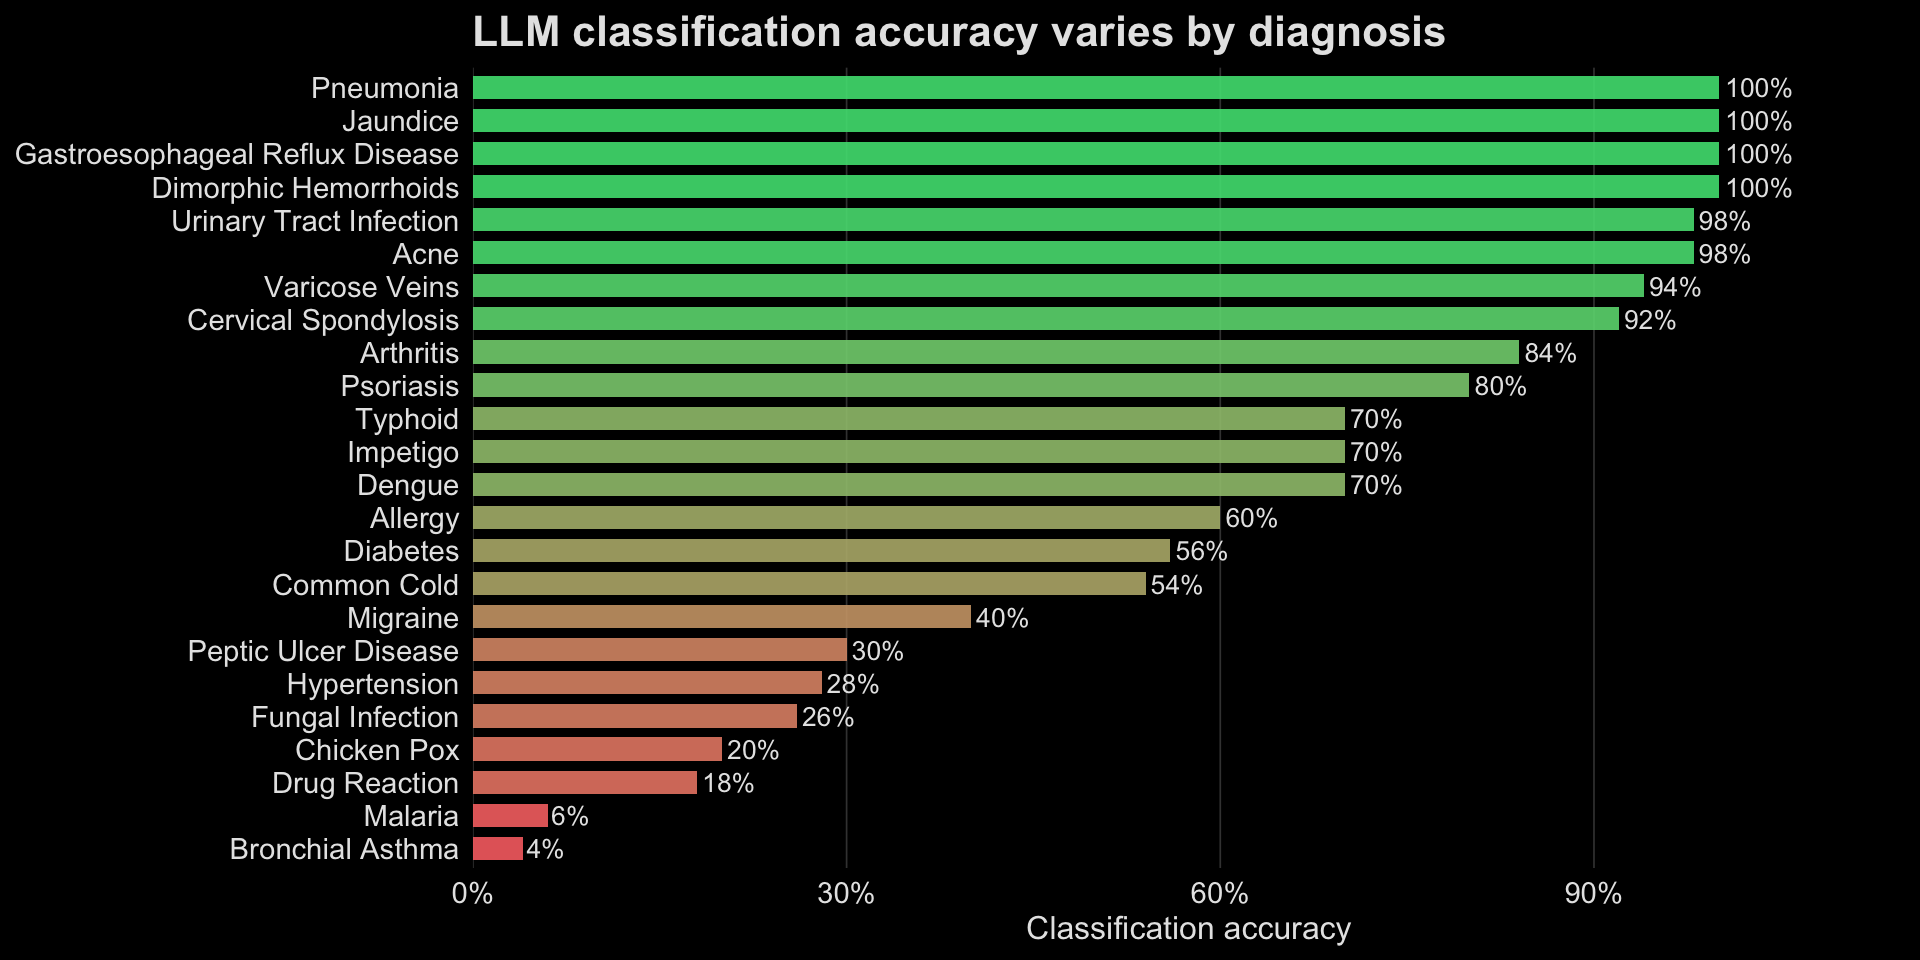 LLM classification accuracy varies by diagnosis
Pneumonia 100%
Jaundice 100%
Gastroesophageal Reflux Disease 100%
Dimorphic Hemorrhoids 100%
Urinary Tract Infection 98%
Acne 98%
Varicose Veins 94%
Cervical Spondylosis 92%
Arthritis 84%
Psoriasis 80%
Typhoid 70%
Impetigo 70%
Dengue 70%
Allergy 60%
Diabetes 56%
Common Cold 54%
Migraine 40%
Peptic Ulcer Disease 30%
Hypertension 28%
Fungal Infection 26%
Chicken Pox 20%
Drug Reaction 18%
Malaria 6%
Bronchial Asthma 4%
0% 30% 60% 90%
Classification accuracy